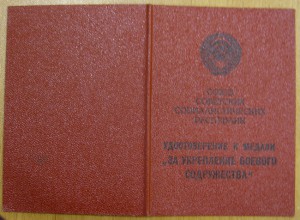 СОЮЗ
СОВЕТСКИХ
СОЦИАЛИСТИЧЕСКИХ
РЕСПУБЛИК
УДОСТОВЕРЕНИЕ К МЕДАЛИ
„ЗА УКРЕПЛЕНИЕ БОЕВОГО
СОДРУЖЕСТВА“